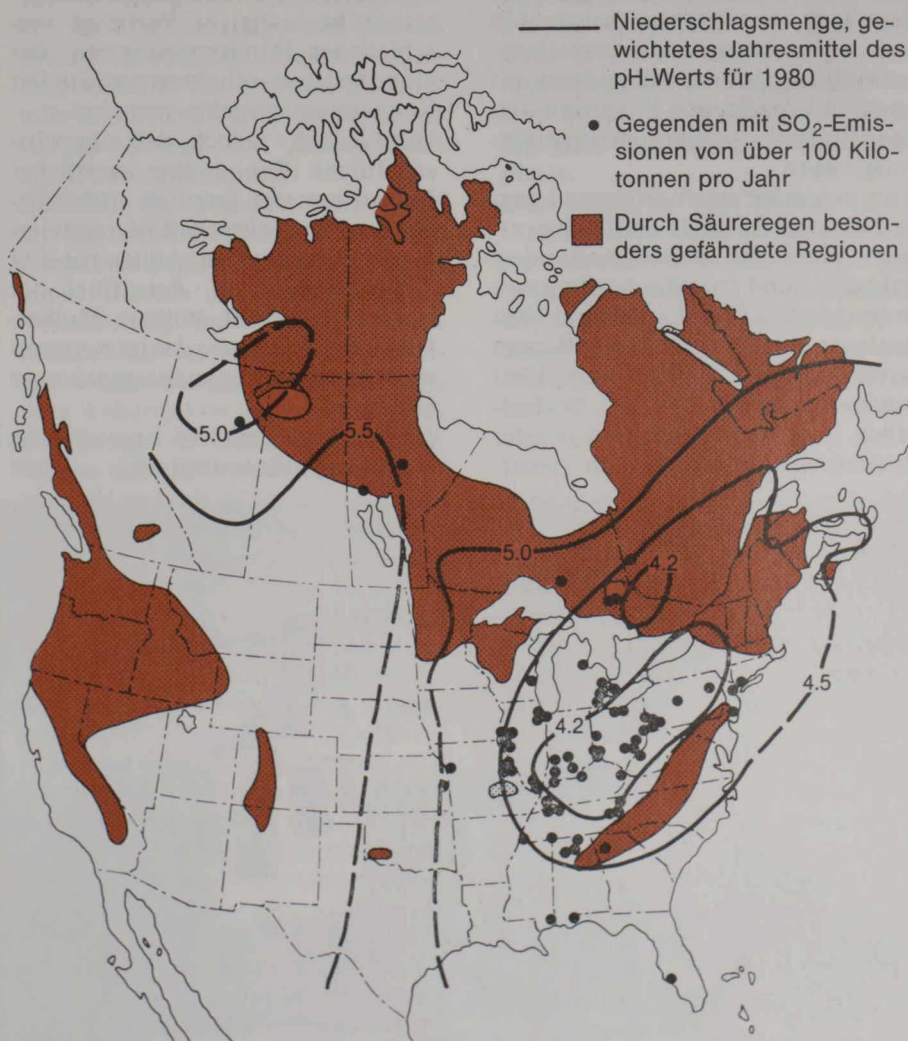 Niederschlagsmenge, ge-
wichtetes Jahresmittel des
pH-Werts für 1980
Gegenden mit SO₂-Emis-
sionen von über 100 Kilo-
tonnen pro Jahr
Durch Säureregen beson-
ders gefährdete Regionen
5.0
5.5
5.0
4.2
4.5
4.2